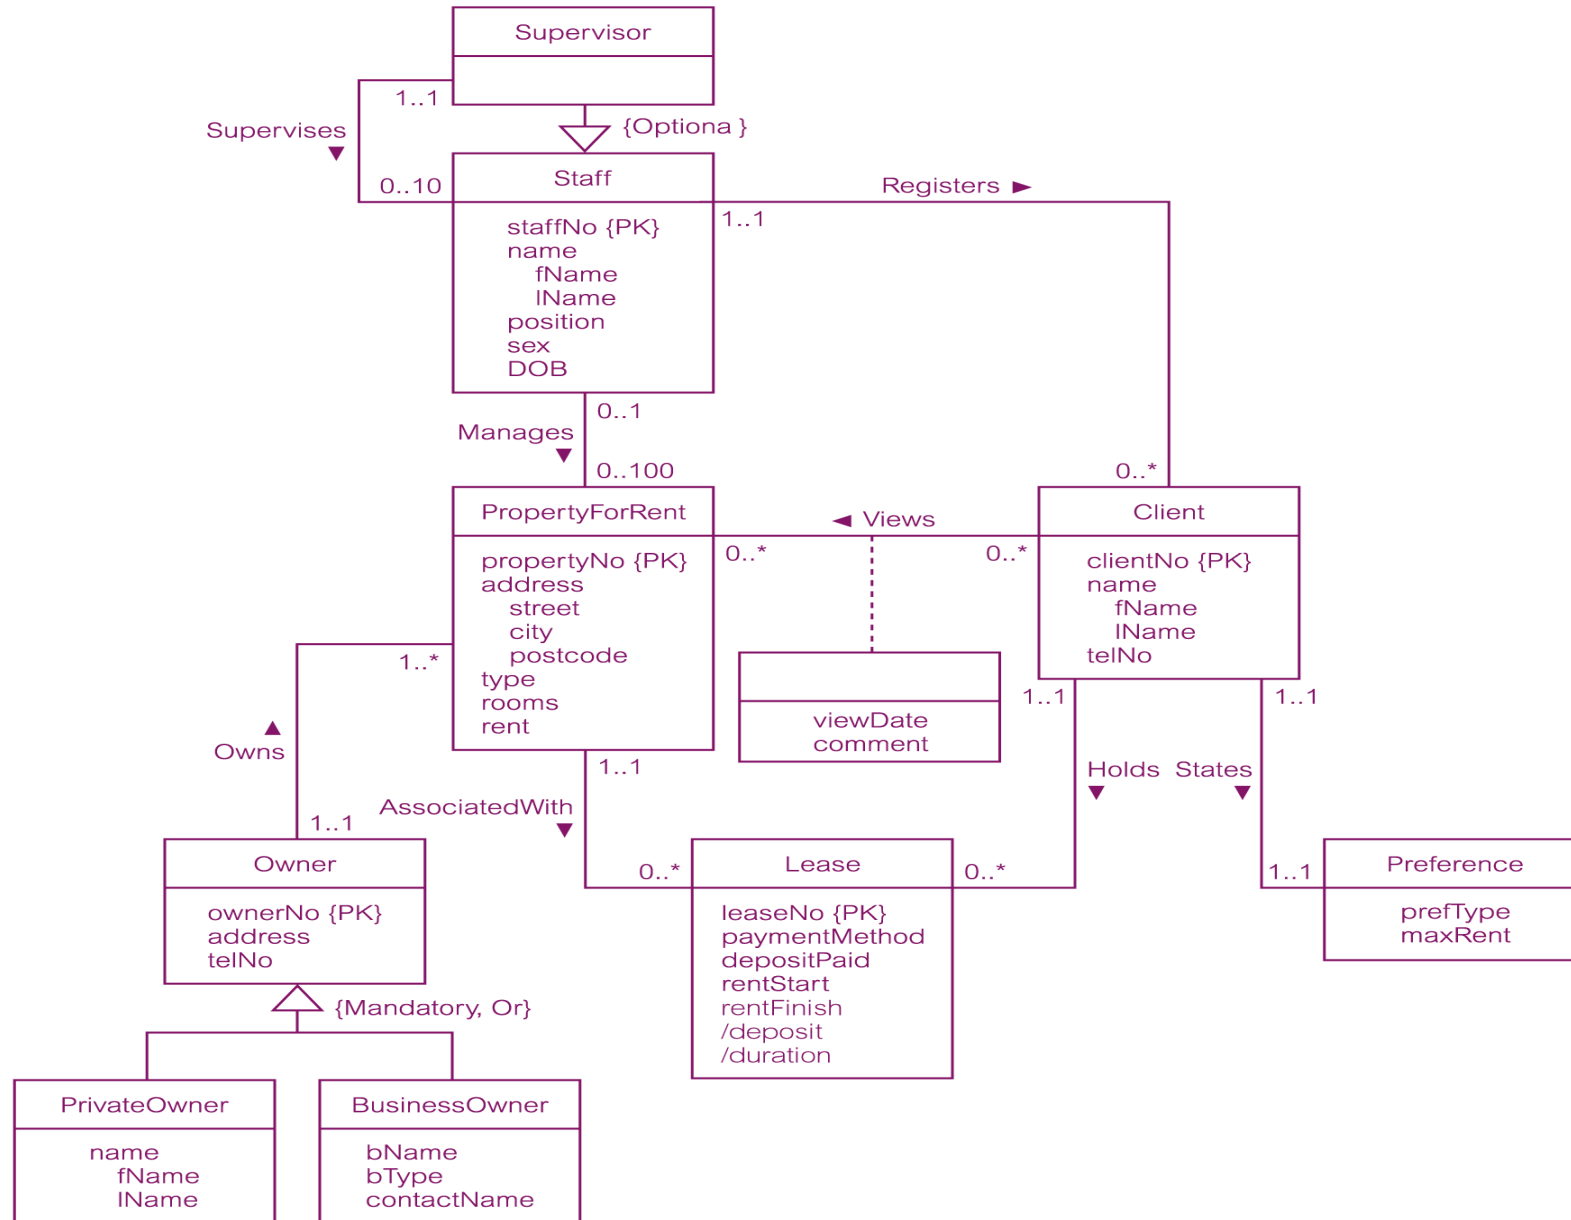 Supervisor
1..1
Supervises
▼
{Optiona }
0..10
Staff
Registers ►
1..1
staffNo {PK}
name
fName
lName
position
sex
DOB
0..1
Manages
▼
0..100
0..*
PropertyForRent
◄ Views
Client
0..*
0..*
propertyNo {PK}
address
street
city
postcode
type
rooms
rent
clientNo {PK}
name
fName
lName
telNo
1..*
▲
Owns
viewDate
comment
1..1
1..1
1..1
Holds
▼
States
▼
AssociatedWith
▼
1..1
Owner
0..*
Lease
0..*
1..1
Preference
ownerNo {PK}
address
telNo
leaseNo {PK}
paymentMethod
depositPaid
rentStart
rentFinish
/deposit
/duration
prefType
maxRent
{Mandatory, Or}
PrivateOwner
name
fName
lName
BusinessOwner
bName
bType
contactName